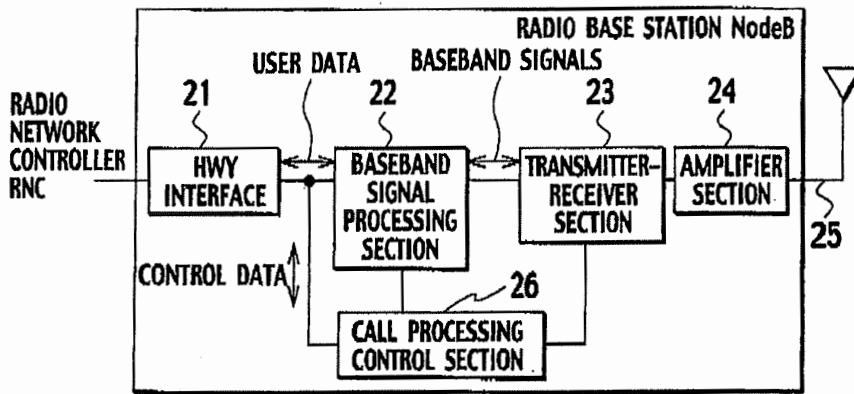 RADIO BASE STATION NodeB
USER DATA
BASEBAND SIGNALS
21
22
23
24
RADIO
NETWORK
CONTROLLER
RNC
HWY
INTERFACE
BASEBAND
SIGNAL
PROCESSING
SECTION
TRANSMITTER-
RECEIVER
SECTION
AMPLIFIER
SECTION
25
CONTROL DATA
26
CALL PROCESSING
CONTROL SECTION